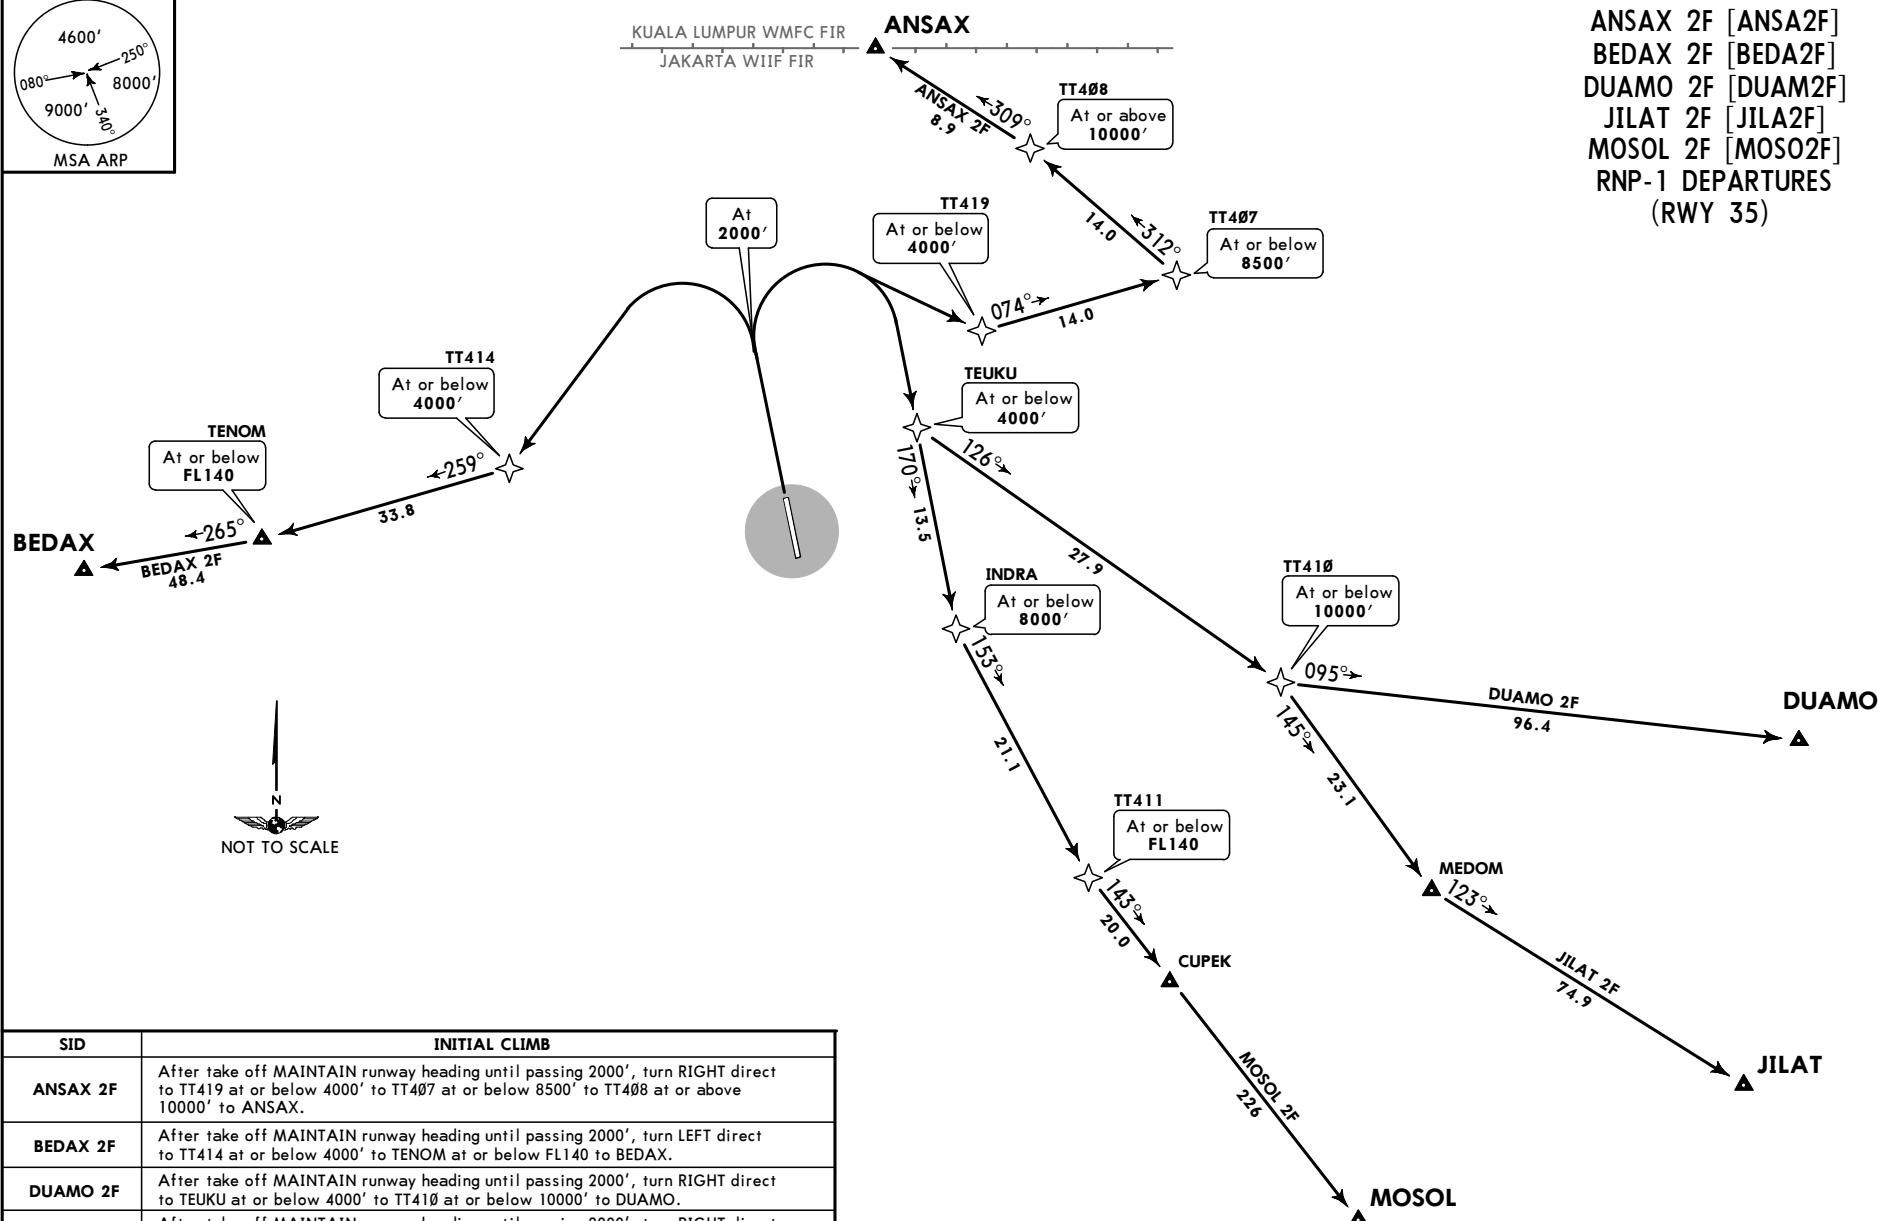 4600'
250°
080°
8000'
9000'
340°
MSA ARP
KUALA LUMPUR WMFC FIR
JAKARTA WIIF FIR
ANSAX
ANSAX 2F [ANSA2F]
BEDAX 2F [BEDA2F]
DUAMO 2F [DUAM2F]
JILAT 2F [JILA2F]
MOSOL 2F [MOSO2F]
RNP-1 DEPARTURES
(RWY 35)
309°
ANSAX 2F
8.9
TT4Ø8
At or above
10000'
312°
14.0
TT4Ø7
At or below
8500'
TT419
At or below
4000'
074°
14.0
At
2000'
TT414
At or below
4000'
259°
33.8
TENOM
At or below
FL140
265°
BEDAX 2F
48.4
BEDAX
TEUKU
At or below
4000'
170°
13.5
126°
27.9
INDRA
At or below
8000'
153°
21.1
TT41Ø
At or below
10000'
095°
DUAMO 2F
96.4
DUAMO
145°
23.1
N
NOT TO SCALE
TT411
At or below
FL140
143°
20.0
MEDOM
123°
JILAT 2F
74.9
JILAT
CUPEK
MOSOL 2F
226
MOSOL
SID
INITIAL CLIMB
ANSAX 2F
After take off MAINTAIN runway heading until passing 2000', turn RIGHT direct
to TT419 at or below 4000' to TT4Ø7 at or below 8500' to TT4Ø8 at or above
10000' to ANSAX.
BEDAX 2F
After take off MAINTAIN runway heading until passing 2000', turn LEFT direct
to TT414 at or below 4000' to TENOM at or below FL140 to BEDAX.
DUAMO 2F
After take off MAINTAIN runway heading until passing 2000', turn RIGHT direct
to TEUKU at or below 4000' to TT41Ø at or below 10000' to DUAMO.
After take off MAINTAIN runway heading until passing 2000', turn RIGHT direct